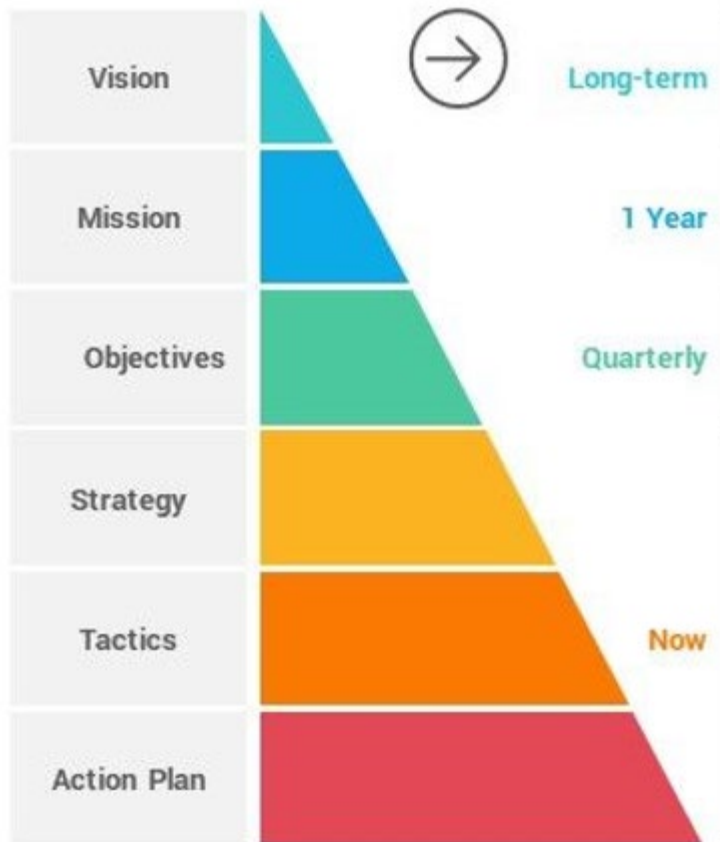 Vision
Long-term
Mission
1 Year
Objectives
Quarterly
Strategy
Tactics
Now
Action Plan